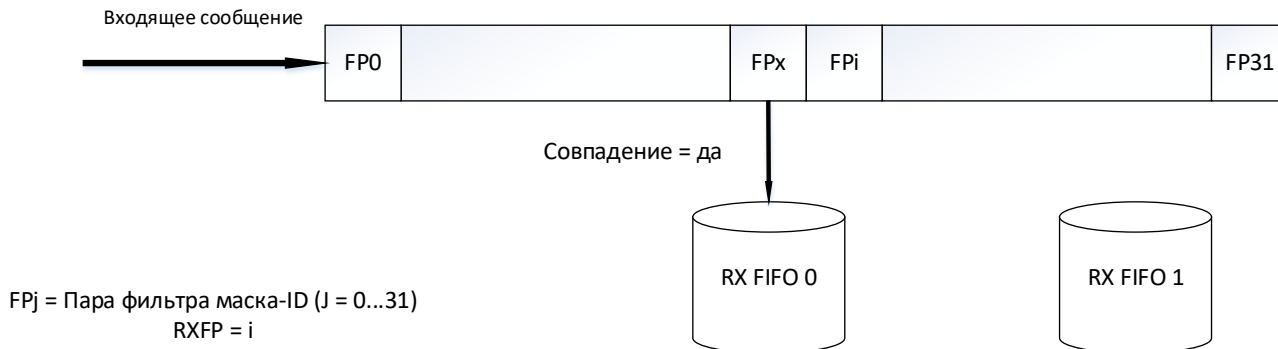 Входящее сообщение
FP0
FPx
FPi
FP31
Совпадение = да
RX FIFO 0
RX FIFO 1
FPj = Пара фильтра маска-ID (J = 0...31)
RXFP = i